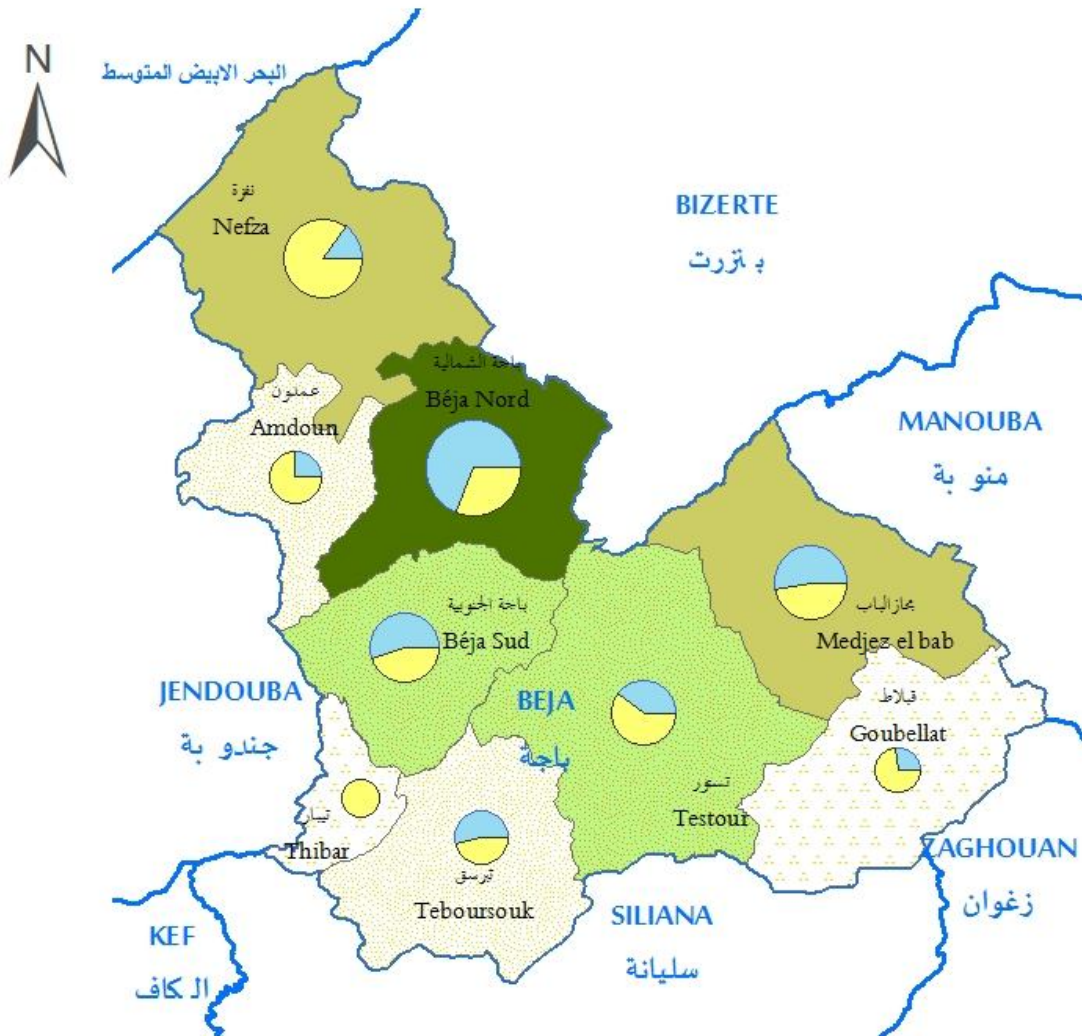 N
البحر الابيض المتوسط
نفزة
Nefza
BIZERTE
بنزرت
باجة الشمالية
Béja Nord
عمدون
Amdoun
MANOUBA
منوبة
مجاز الباب
Medjez el bab
باجة الجنوبية
Béja Sud
JENDOUBA
جندوبة
BEJA
باجة
قبلاط
Goubellat
تستور
Testour
تيبار
Thibar
تبرسق
Teboursouk
ZAGHOUAN
زغوان
SILIANA
سليانة
KEF
الكاف